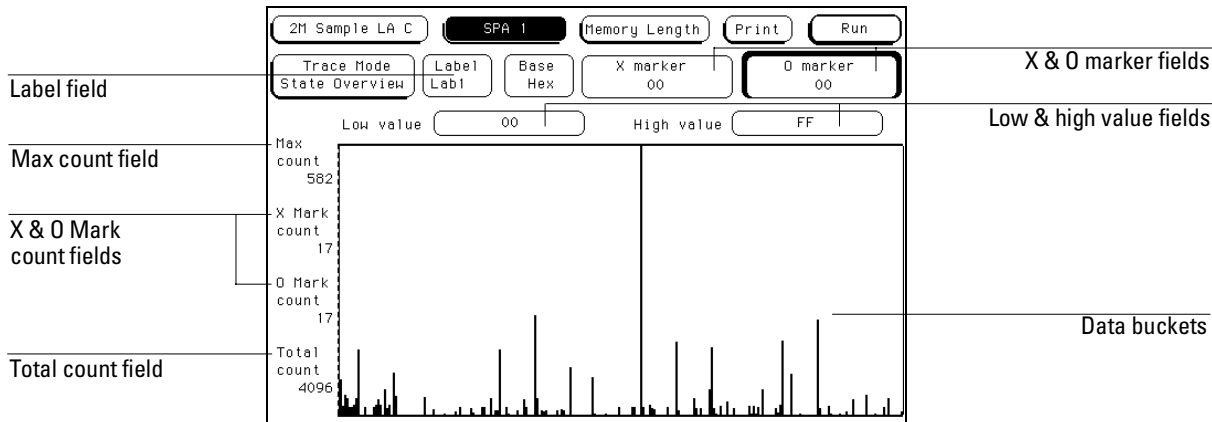 2M Sample LA C
SPA 1
Memory Length
Print
Run
Trace Mode
State Overview
Label
Lab1
Base
Hex
X marker
00
O marker
00
X & O marker fields
Label field
Low value
00
High value
FF
Low & high value fields
Max
count
582
Max count field
X Mark
count
17
X & O Mark
count fields
O Mark
count
17
Data buckets
Total
count
4096
Total count field